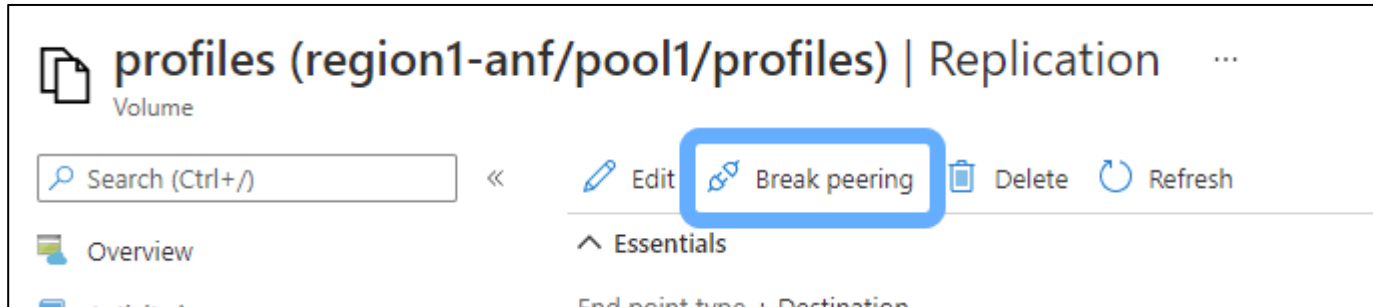 profiles (region1-anf/pool1/profiles) | Replication ...
Volume
Search (Ctrl+/)
«
Edit
Break peering
Delete
Refresh
Overview
Essentials
End point type : Destination